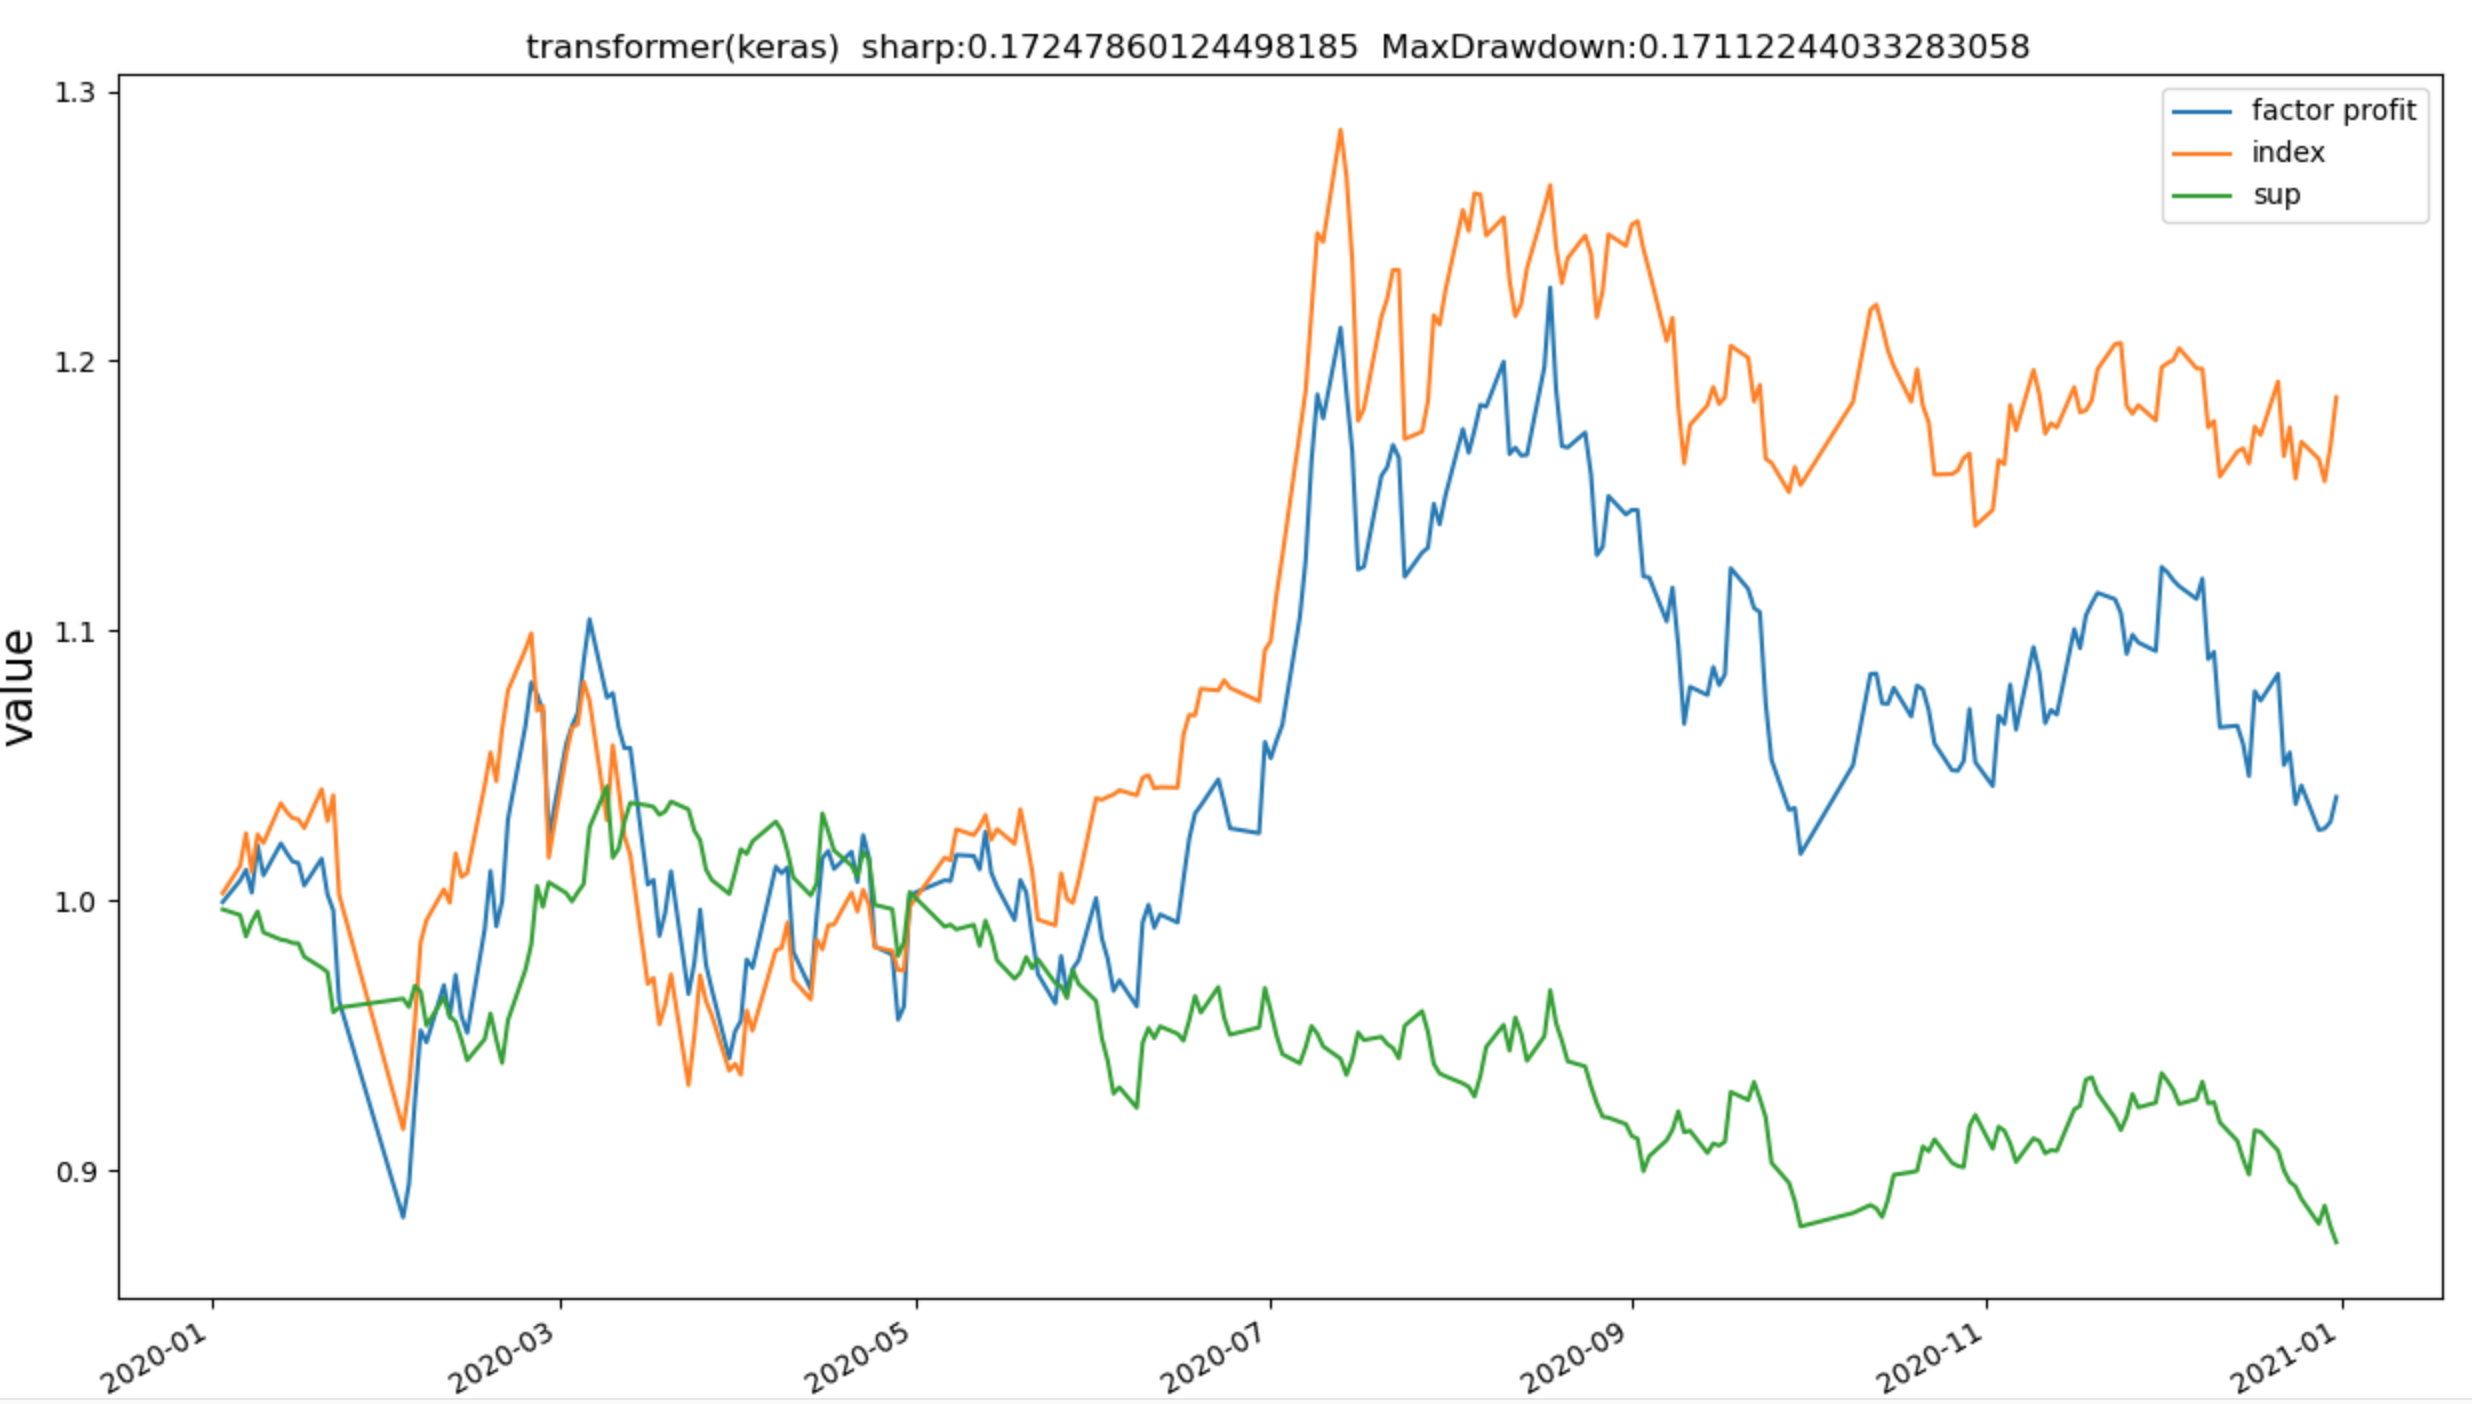 transformer(keras) sharp:0.17247860124498185 MaxDrawdown:0.17112244033283058
factor profit
index
sup
value
1.3
1.2
1.1
1.0
0.9
2020-01
2020-03
2020-05
2020-07
2020-09
2020-11
2021-01